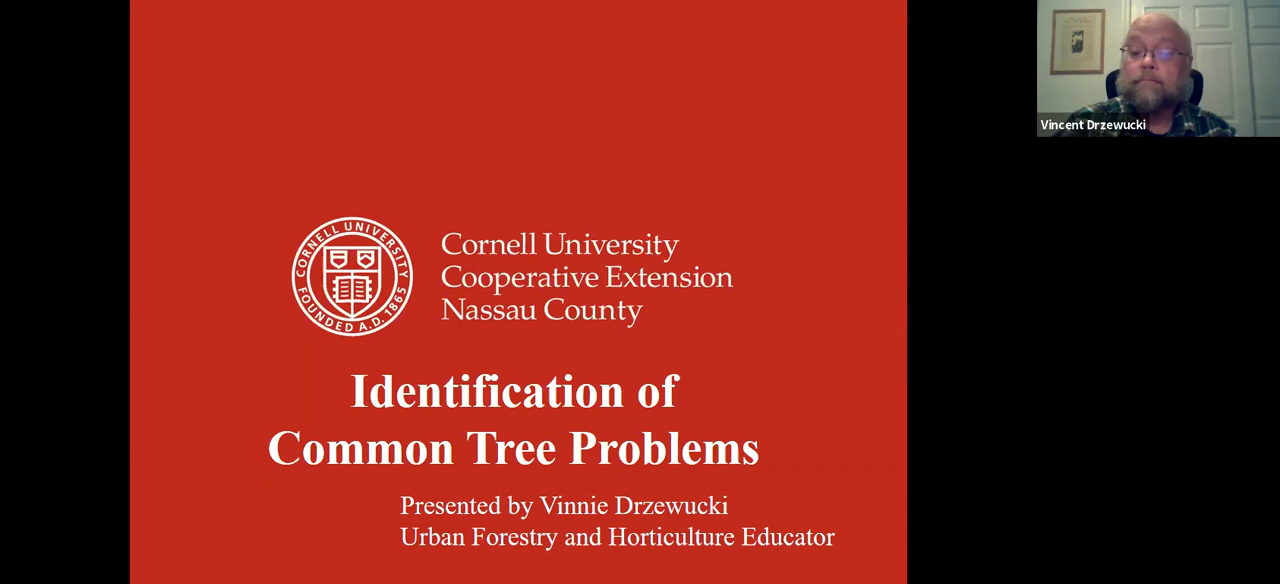 CORNELL UNIVERSITY
FOUNDED A.D. 1865
Cornell University
Cooperative Extension
Nassau County
Identification of
Common Tree Problems
Presented by Vinnie Drzewucki
Urban Forestry and Horticulture Educator
Vincent Drzewucki